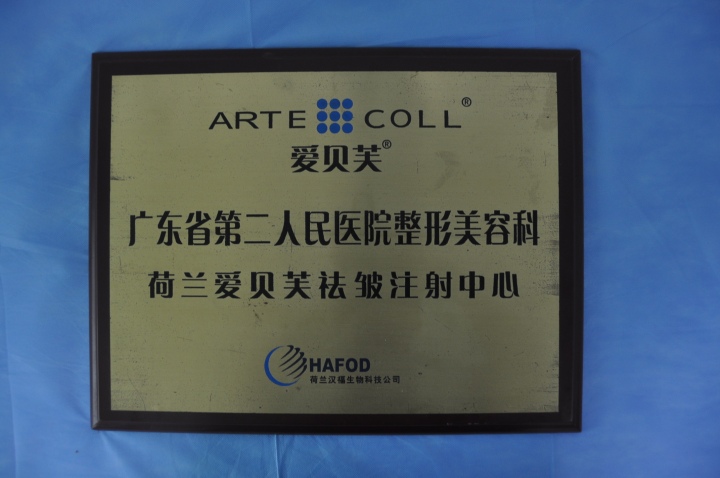 ARTE COLL®
爱贝芙®
广东省第二人民医院整形美容科
荷兰爱贝芙祛皱注射中心
HAFOD
荷兰汉福生物科技公司